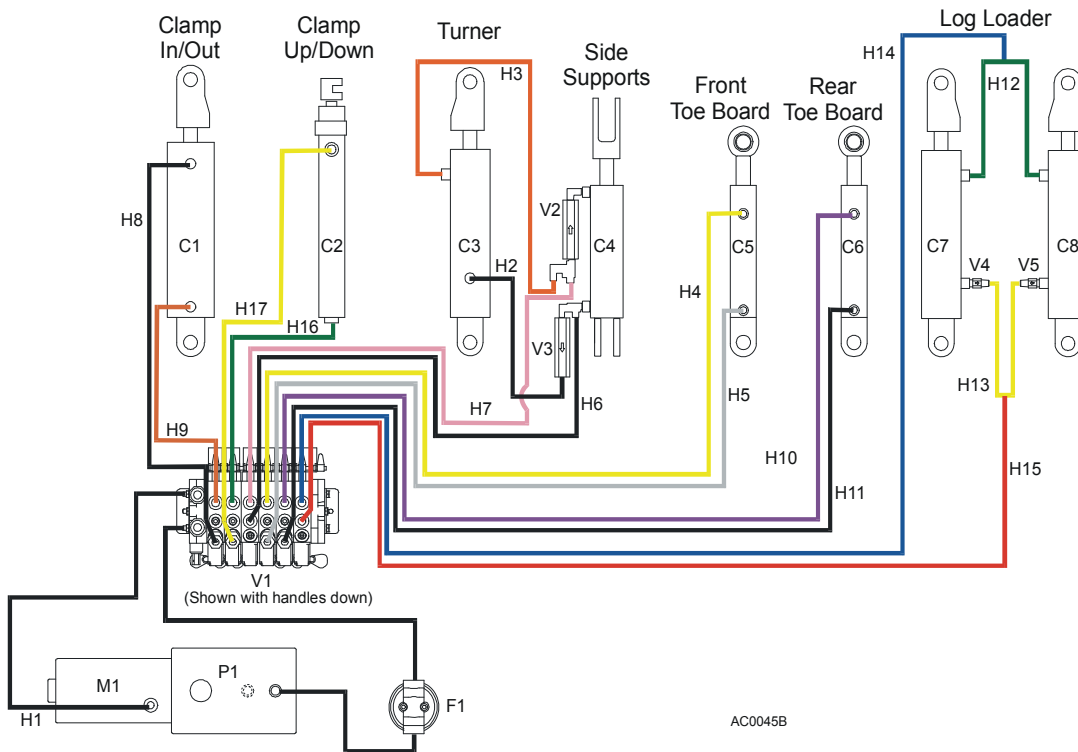 Clamp
In/Out
Clamp
Up/Down
Turner
Side
Supports
Front
Toe Board
Rear
Toe Board
Log Loader
H14
H3
H12
H8
C1
C2
C3
V2
C4
C5
C6
C7
C8
H2
V4
V5
H17
H4
H16
V3
H5
H13
H7
H6
H9
H10
H11
H15
V1
(Shown with handles down)
M1
P1
F1
H1
AC0045B